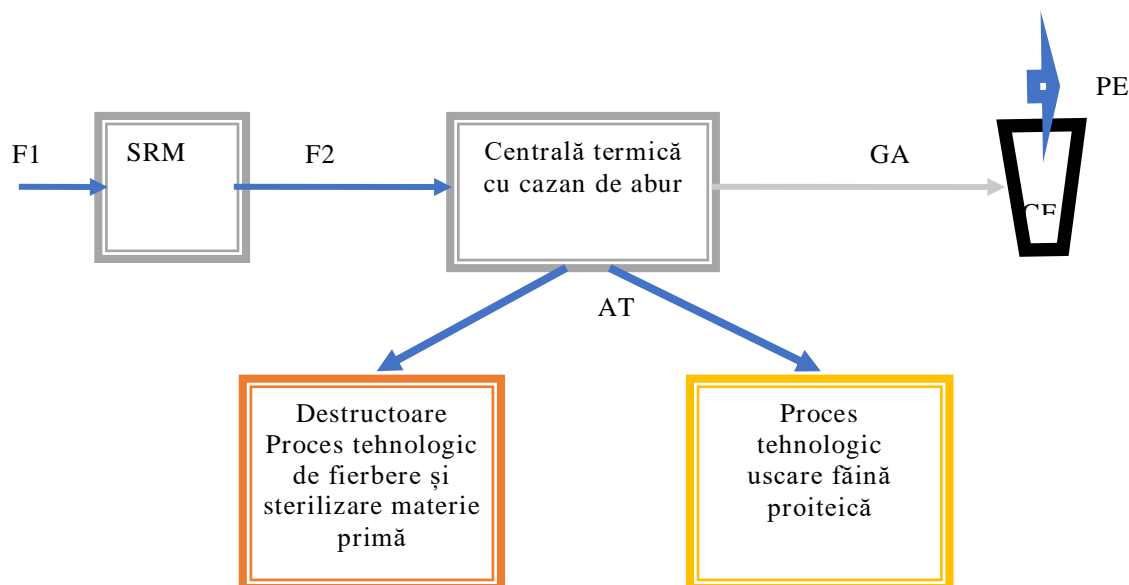 PE
F1
SRM
F2
Centrală termică
cu cazan de abur
GA
AT
Destructoare
Proces tehnologic
de fierbere și
sterilizare materie
primă
Proces
tehnologic
uscare făină
proiteică